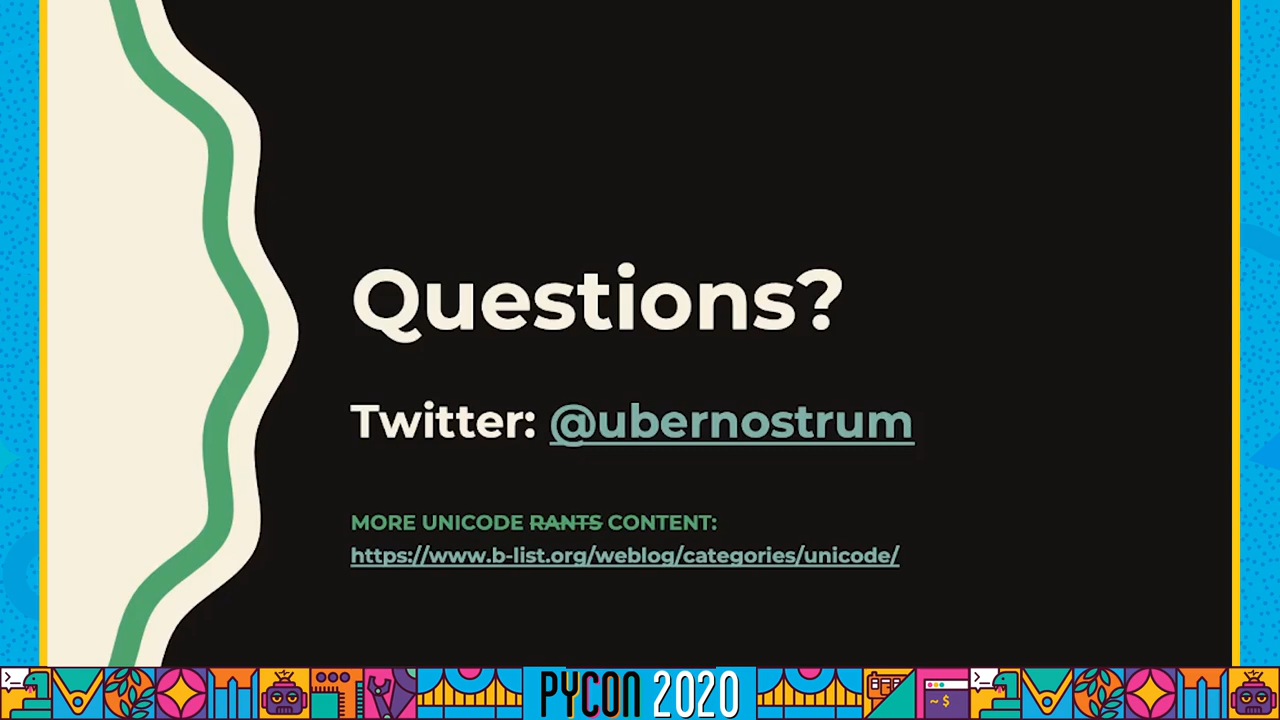 Questions?
Twitter: @ubernostrum
MORE UNICODE RANTS CONTENT:
https://www.b-list.org/weblog/categories/unicode/
PYCON 2020
~$